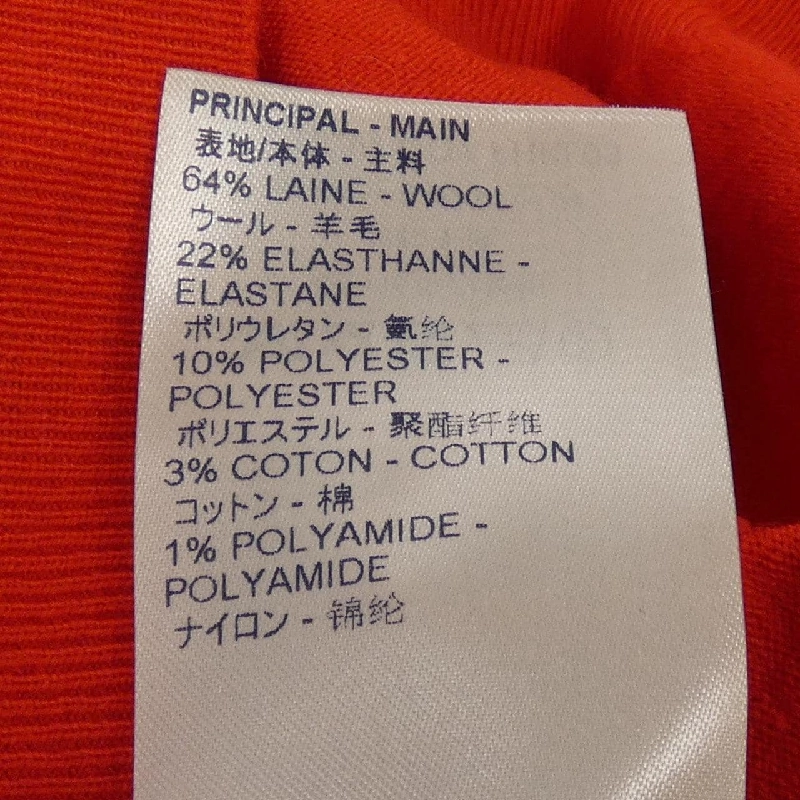 PRINCIPAL - MAIN
表地/本体 - 主料
64% LAINE - WOOL
ウール - 羊毛
22% ELASTHANNE -
ELASTANE
ポリウレタン - 氨纶
10% POLYESTER -
POLYESTER
ポリエステル - 聚酯纤维
3% COTON - COTTON
コットン - 棉
1% POLYAMIDE -
POLYAMIDE
ナイロン - 锦纶